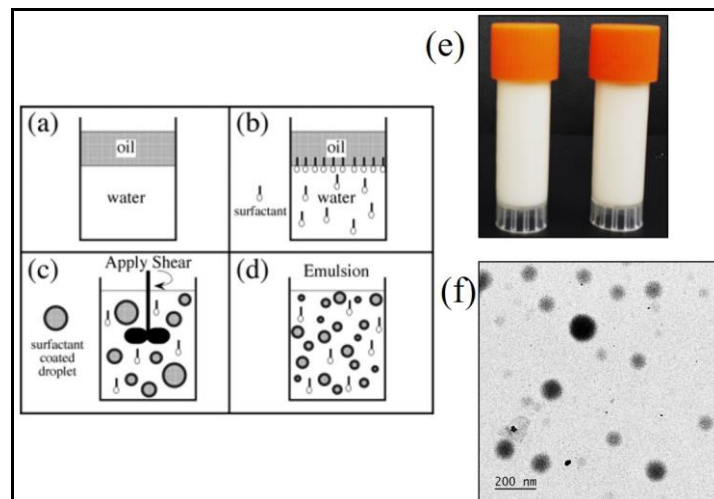 (a)
oil
water
(b)
oil
water
surfactant
(c)
Apply Shear
surfactant
coated
droplet
(d)
Emulsion
(e)
(f)
200 nm